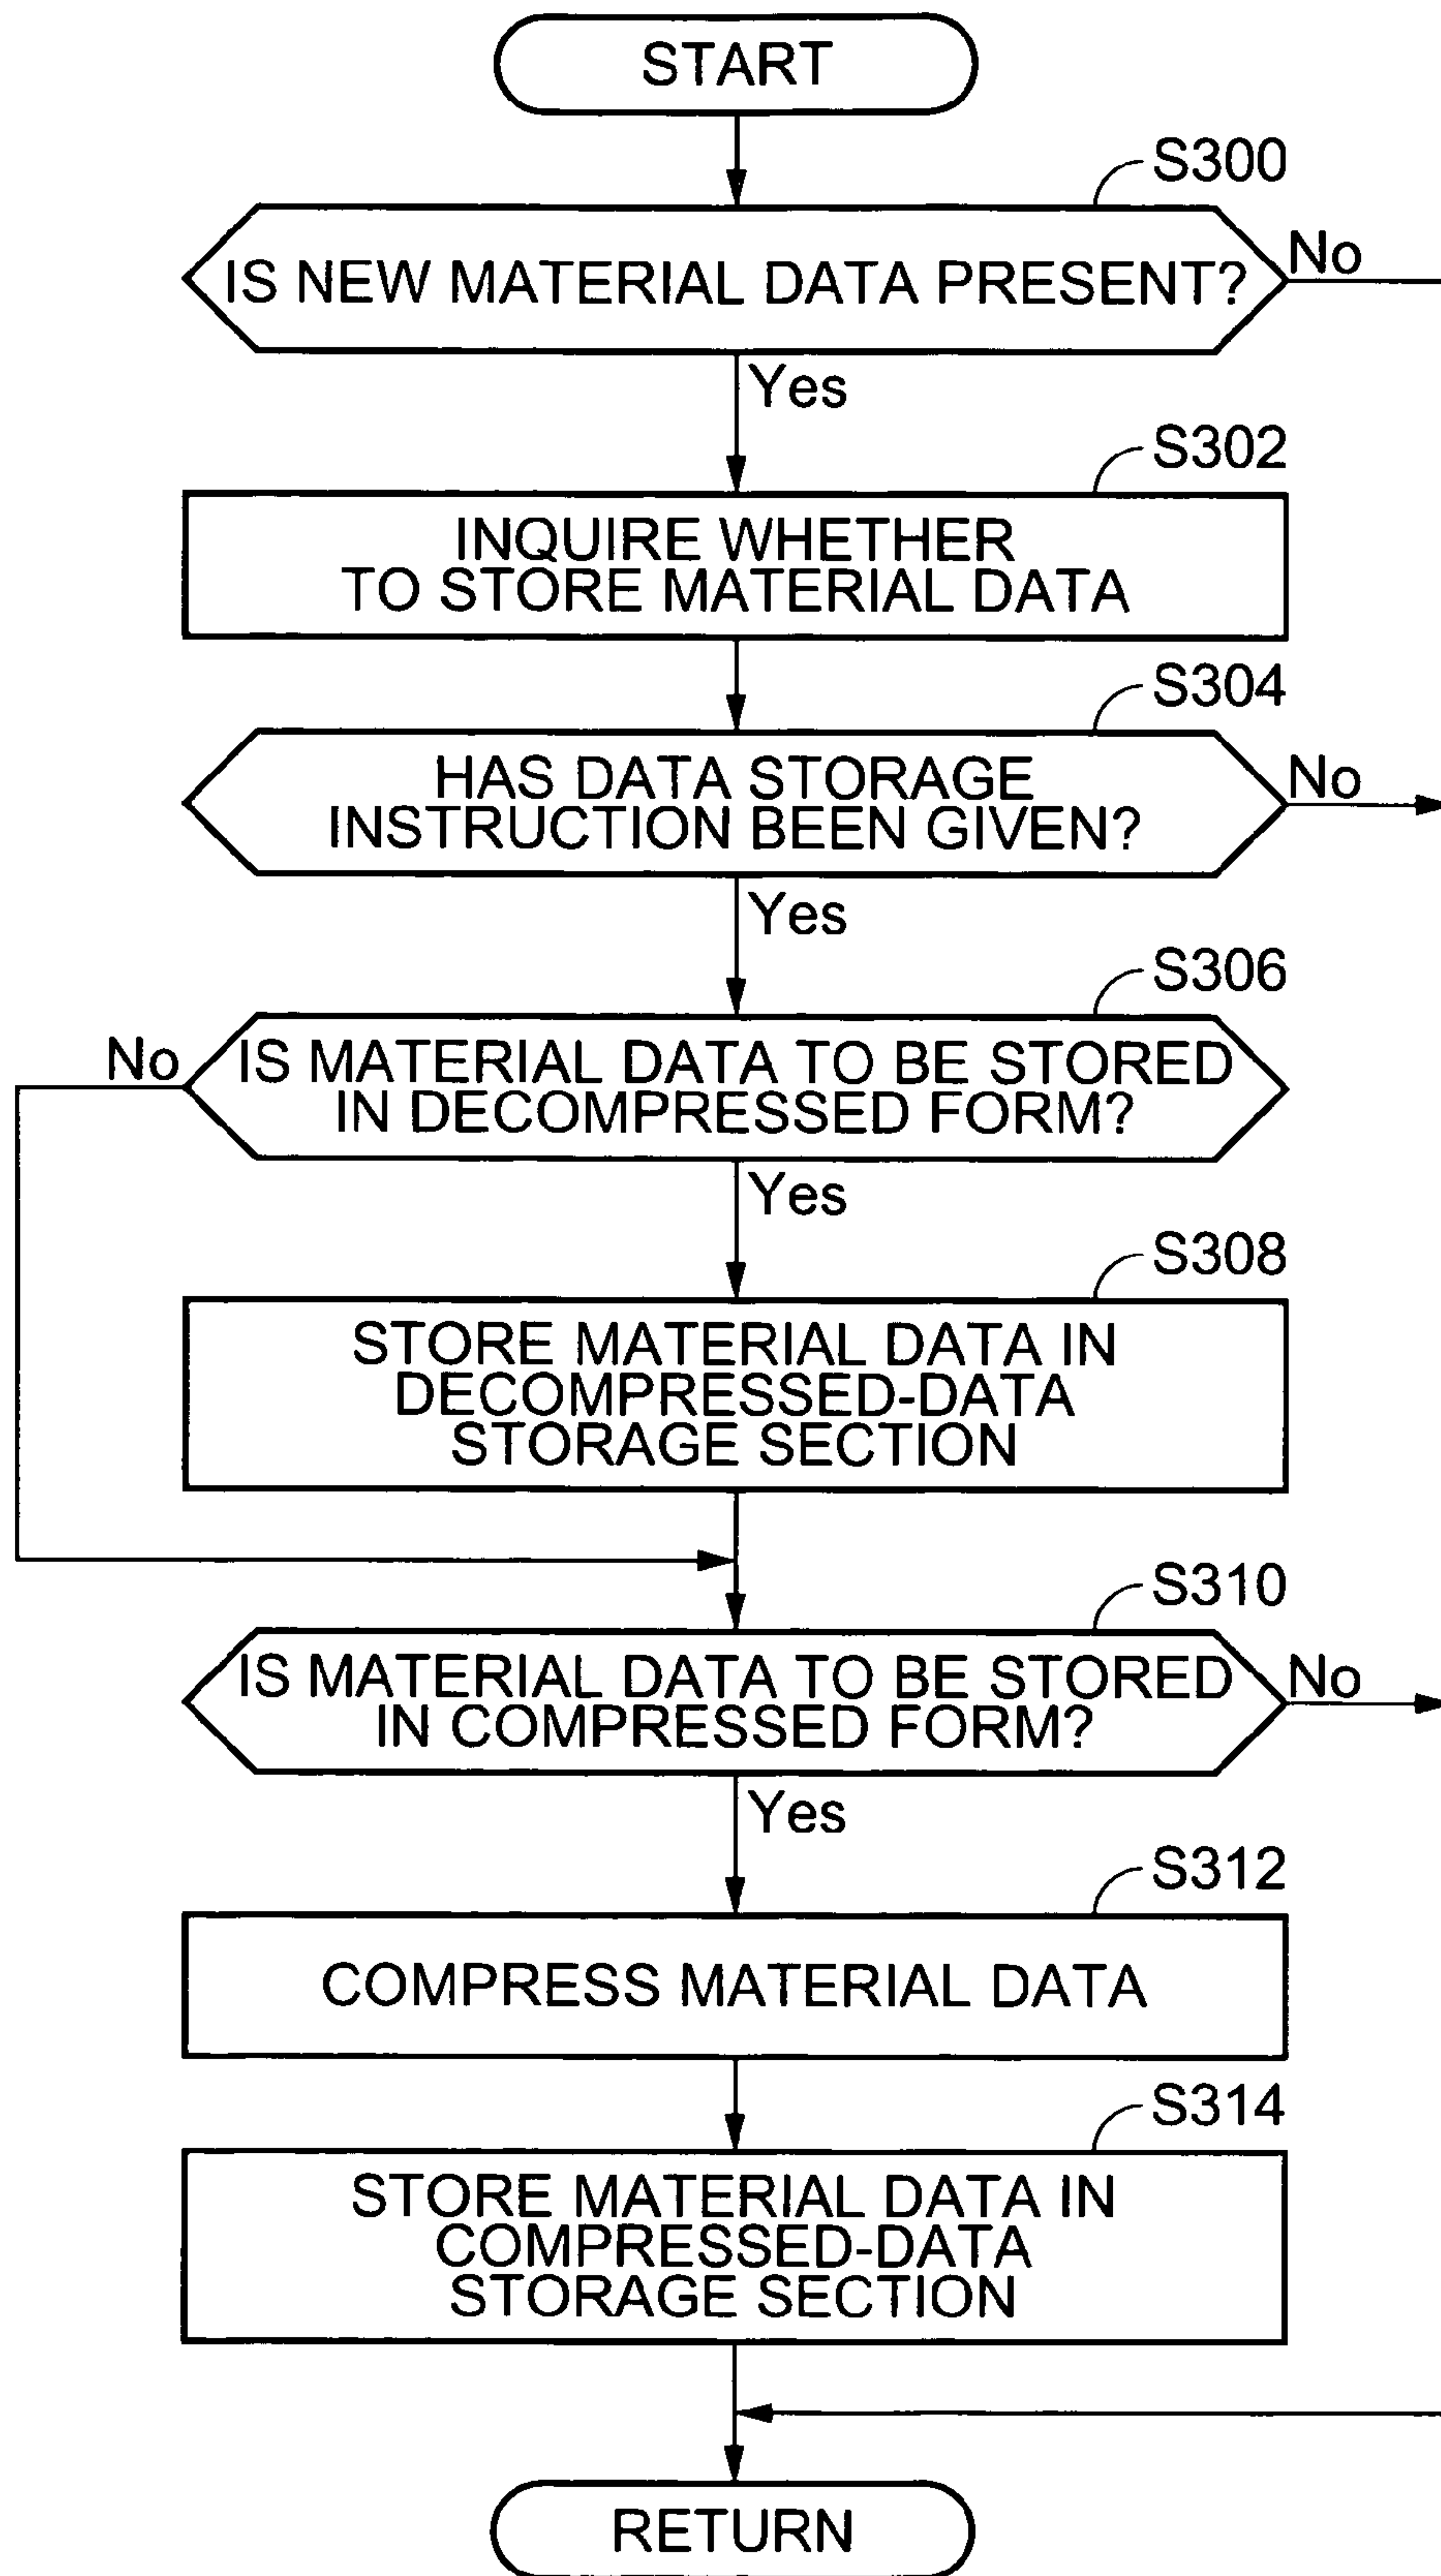 START
S300
IS NEW MATERIAL DATA PRESENT?
No
Yes
S302
INQUIRE WHETHER
TO STORE MATERIAL DATA
S304
HAS DATA STORAGE
INSTRUCTION BEEN GIVEN?
No
Yes
S306
No
IS MATERIAL DATA TO BE STORED
IN DECOMPRESSED FORM?
Yes
S308
STORE MATERIAL DATA IN
DECOMPRESSED-DATA
STORAGE SECTION
S310
IS MATERIAL DATA TO BE STORED
IN COMPRESSED FORM?
No
Yes
S312
COMPRESS MATERIAL DATA
S314
STORE MATERIAL DATA IN
COMPRESSED-DATA
STORAGE SECTION
RETURN